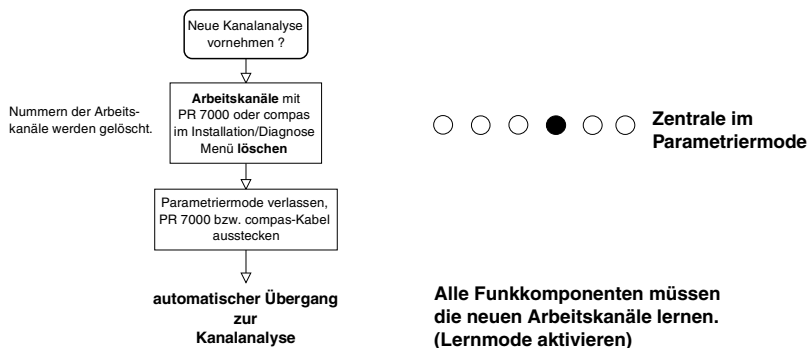 Neue Kanalanalyse
vornehmen ?
Nummern der Arbeits-
kanäle werden gelöscht.
Arbeitskanäle mit
PR 7000 oder compas
im Installation/Diagnose
Menü löschen
Zentrale im
Parametriermode
Parametriermode verlassen,
PR 7000 bzw. compas-Kabel
ausstecken
automatischer Übergang
zur
Kanalanalyse
Alle Funkkomponenten müssen
die neuen Arbeitskanäle lernen.
(Lernmode aktivieren)